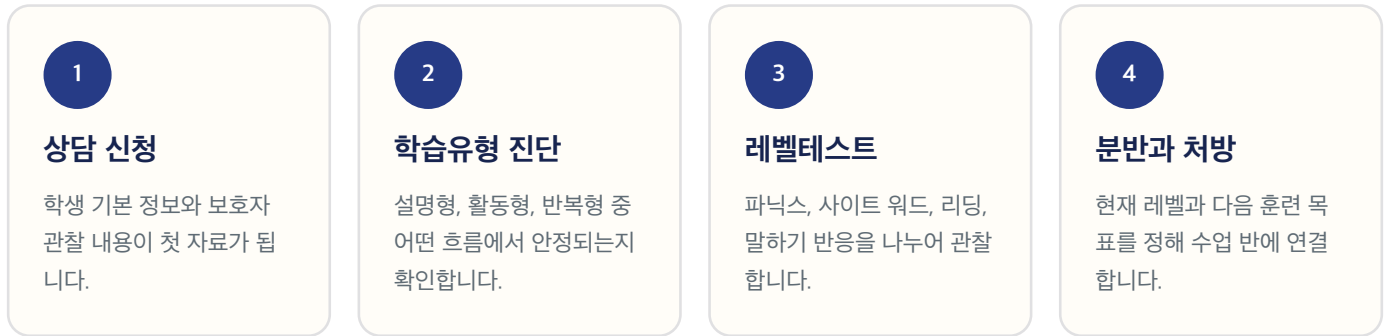 1
상담 신청
학생 기본 정보와 보호자
관찰 내용이 첫 자료가 됩
니다.
2
학습유형 진단
설명형, 활동형, 반복형 중
어떤 흐름에서 안정되는지
확인합니다.
3
레벨테스트
파닉스, 사이트 워드, 리딩,
말하기 반응을 나누어 관찰
합니다.
4
분반과 처방
현재 레벨과 다음 훈련 목
표를 정해 수업 반에 연결
합니다.